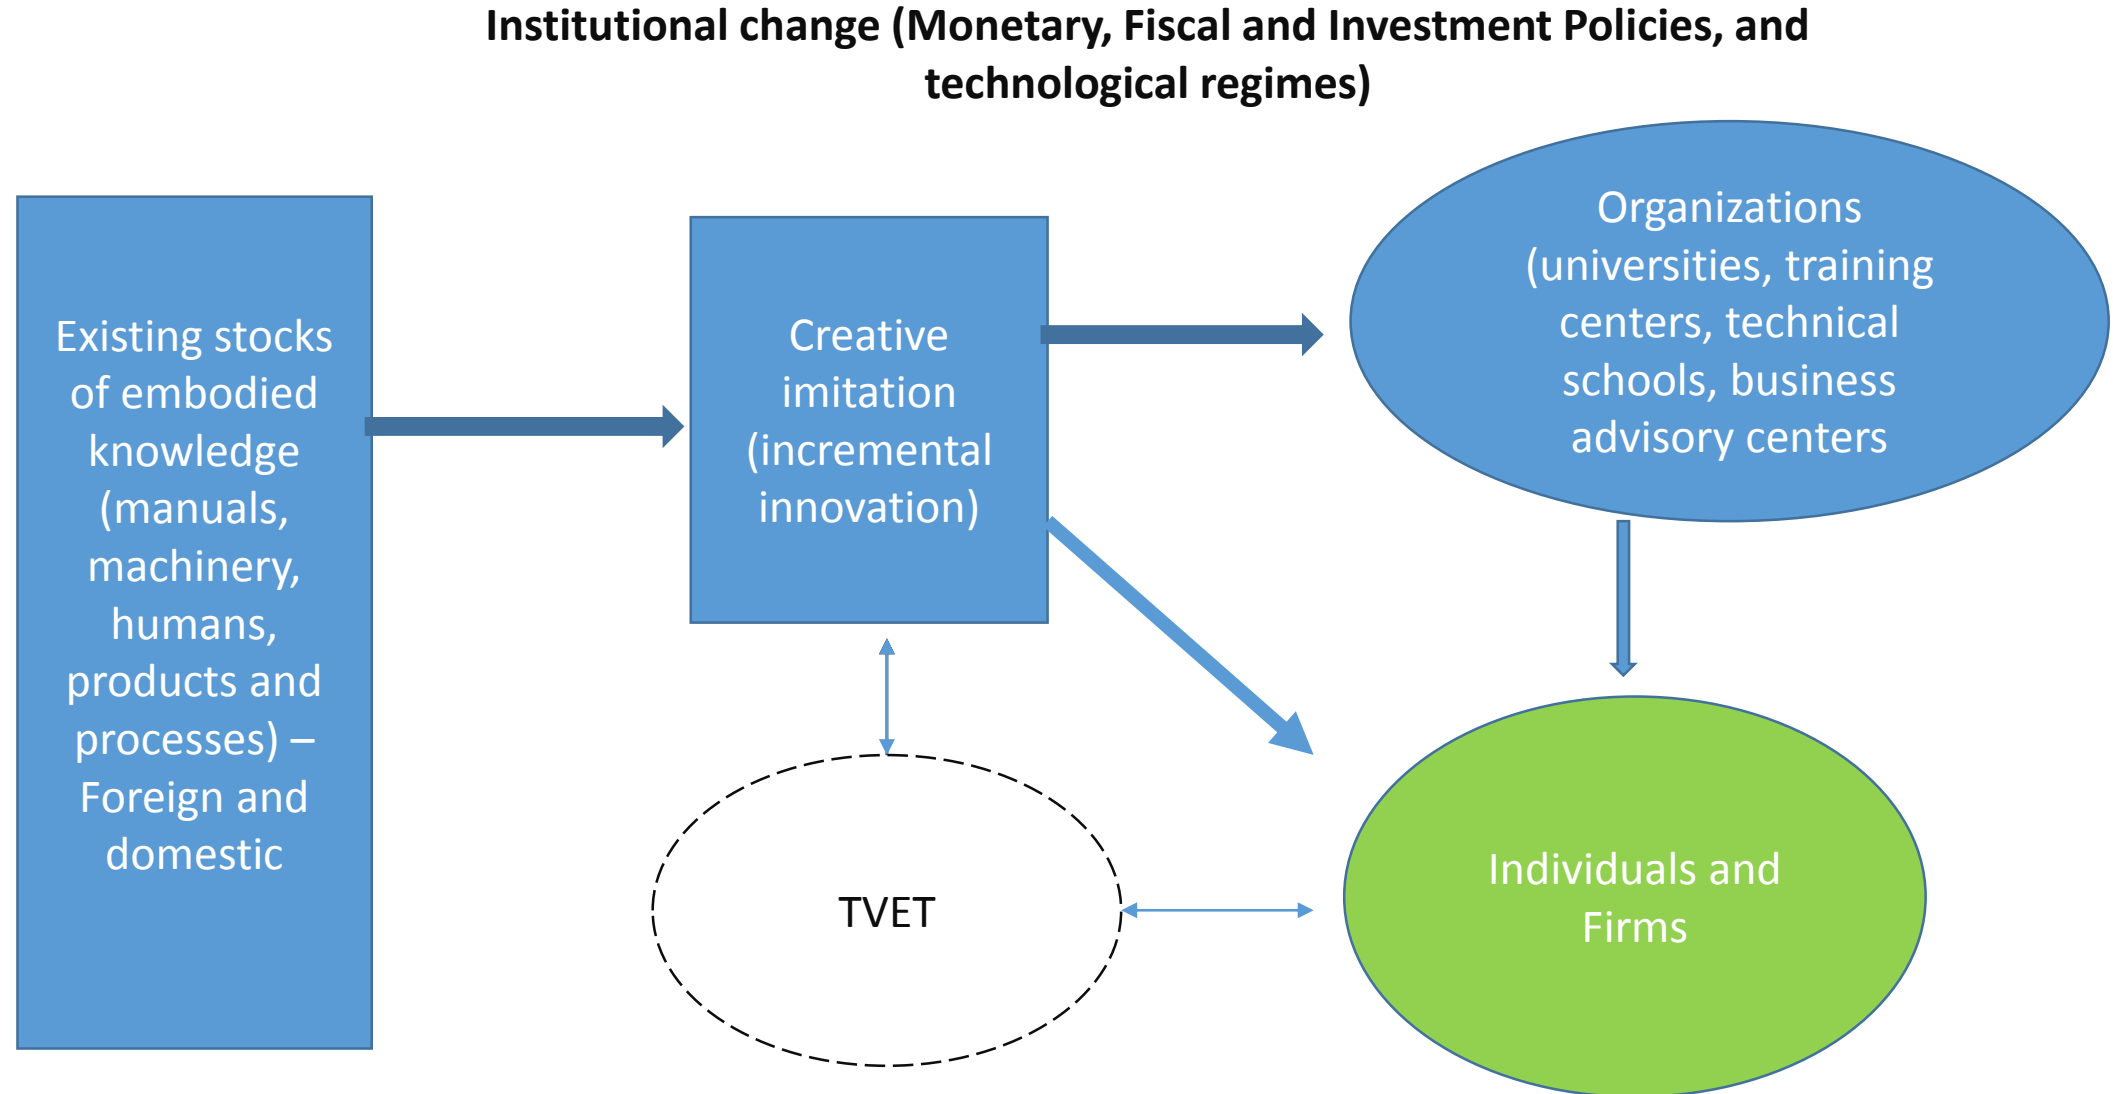 Institutional change (Monetary, Fiscal and Investment Policies, and
technological regimes)
Existing stocks
of embodied
knowledge
(manuals,
machinery,
humans,
products and
processes) –
Foreign and
domestic
Creative
imitation
(incremental
innovation)
Organizations
(universities, training
centers, technical
schools, business
advisory centers
TVET
Individuals and
Firms